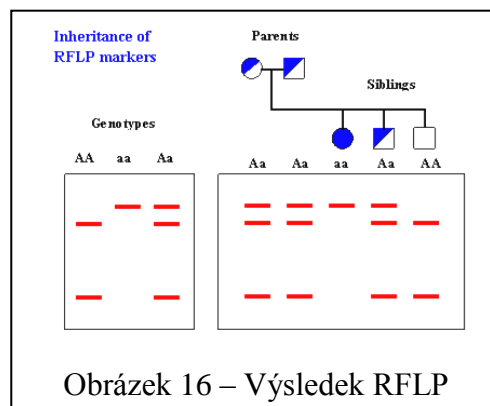 Inheritance of
RFLP markers
Parents
Siblings
Genotypes
AA aa Aa
Aa Aa aa Aa AA
Obrázek 16 – Výsledek RFLP